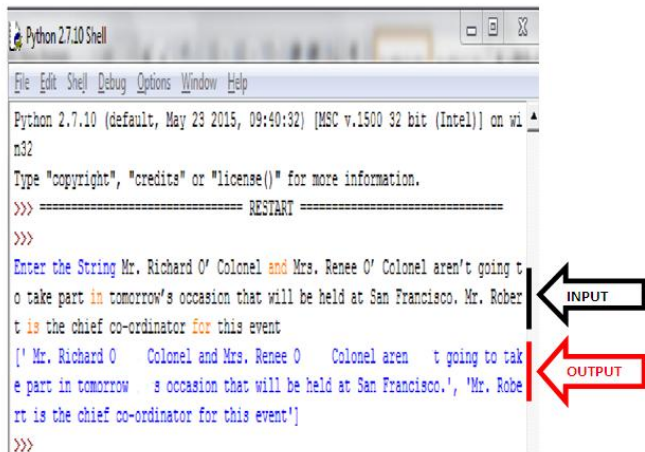 Python 2.7.10 Shell
File Edit Shell Debug Options Window Help
Python 2.7.10 (default, May 23 2015, 09:40:32) [MSC v.1500 32 bit (Intel)] on wi
n32
Type "copyright", "credits" or "license()" for more information.
>>> ================================ RESTART ================================
>>>
Enter the String Mr. Richard O’ Colonel and Mrs. Renee O’ Colonel aren’t going t
o take part in tomorrow’s occasion that will be held at San Francisco. Mr. Rober
t is the chief co-ordinator for this event
INPUT
[' Mr. Richard O    Colonel and Mrs. Renee O    Colonel aren   t going to tak
e part in tomorrow   s occasion that will be held at San Francisco.', 'Mr. Robe
rt is the chief co-ordinator for this event']
OUTPUT
>>>